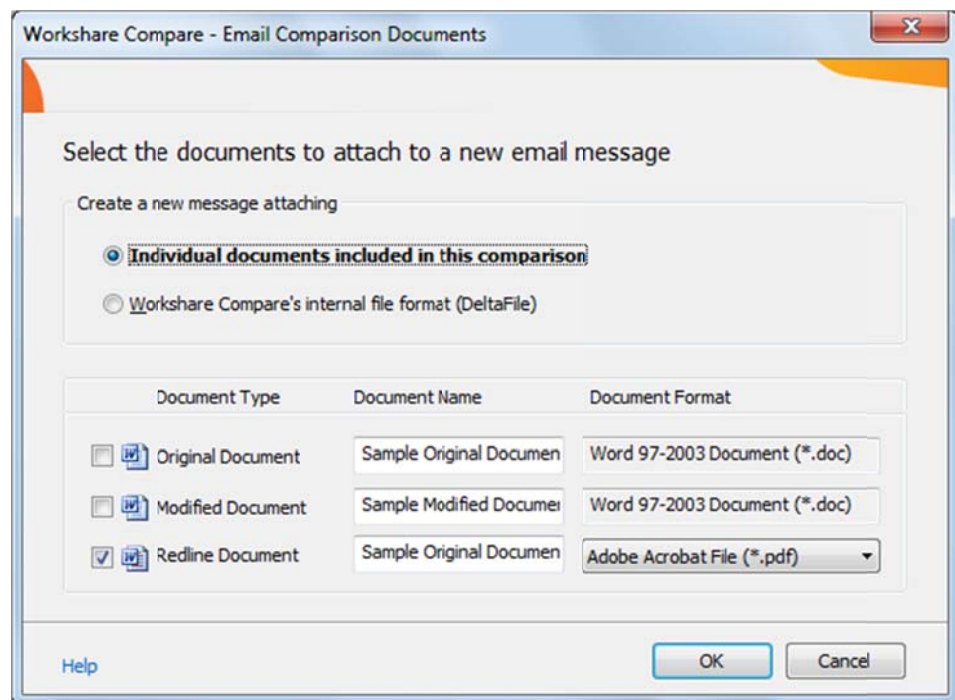 Workshare Compare - Email Comparison Documents
Select the documents to attach to a new email message
Create a new message attaching
Individual documents included in this comparison
Workshare Compare's internal file format (DeltaFile)
Document Type Document Name Document Format
Original Document Sample Original Documen Word 97-2003 Document (*.doc)
Modified Document Sample Modified Documer Word 97-2003 Document (*.doc)
Redline Document Sample Original Documen Adobe Acrobat File (*.pdf)
Help OK Cancel